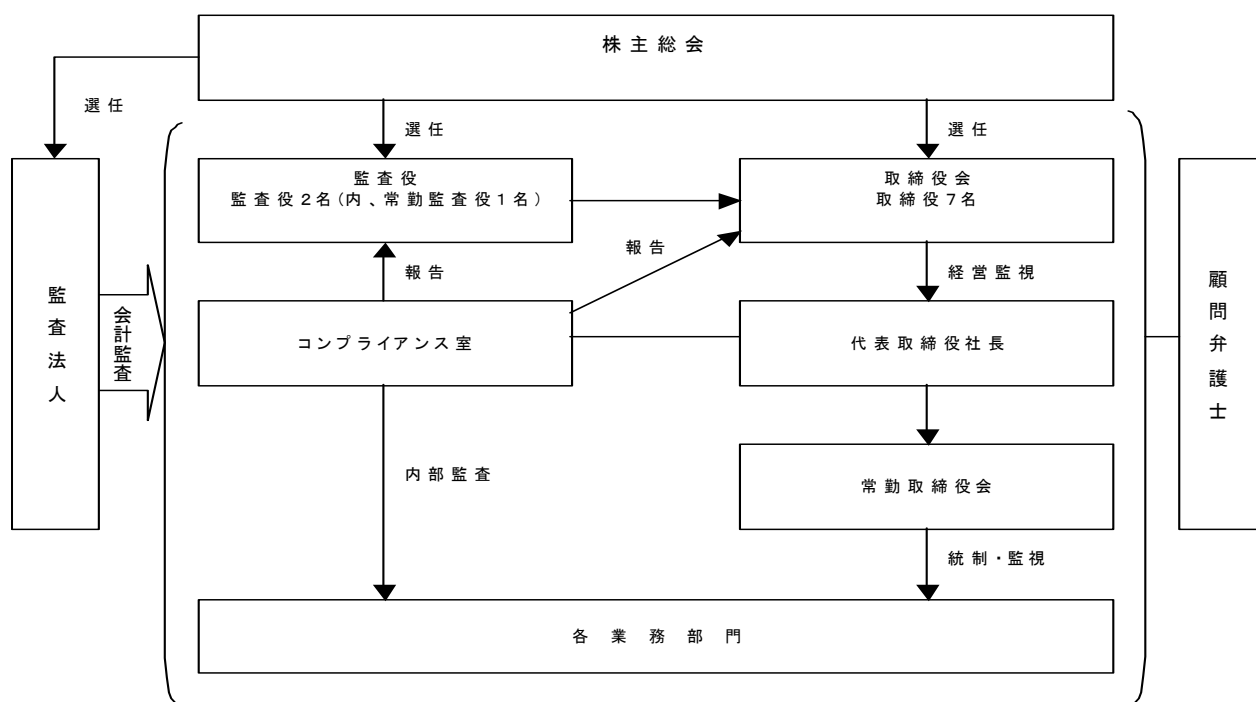 株主総会
選任
選任
選任
監査役
監査役2名(内、常勤監査役1名)
取締役会
取締役7名
報告
報告
経営監視
監査法人
会計監査
コンプライアンス室
代表取締役社長
顧問弁護士
常勤取締役会
内部監査
統制・監視
各業務部門